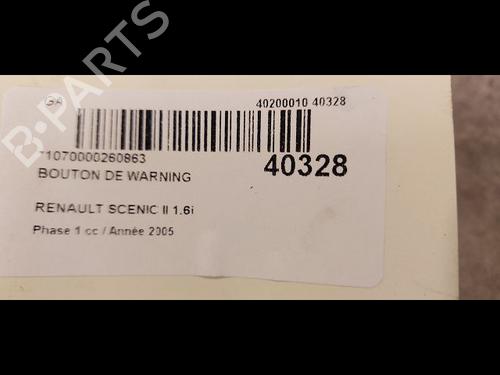 GA
40200010 40328
*1070000260863
40328
BOUTON DE WARNING
RENAULT SCENIC II 1.6i
Phase 1 cc / Année 2005
B-PARTS